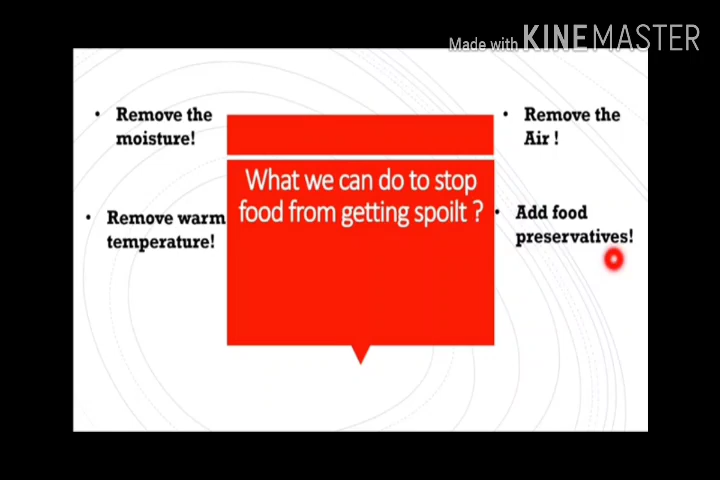 Made with KINEMASTER
• Remove the
moisture!
• Remove warm
temperature!
What we can do to stop
food from getting spoilt ?
• Remove the
Air !
• Add food
preservatives!